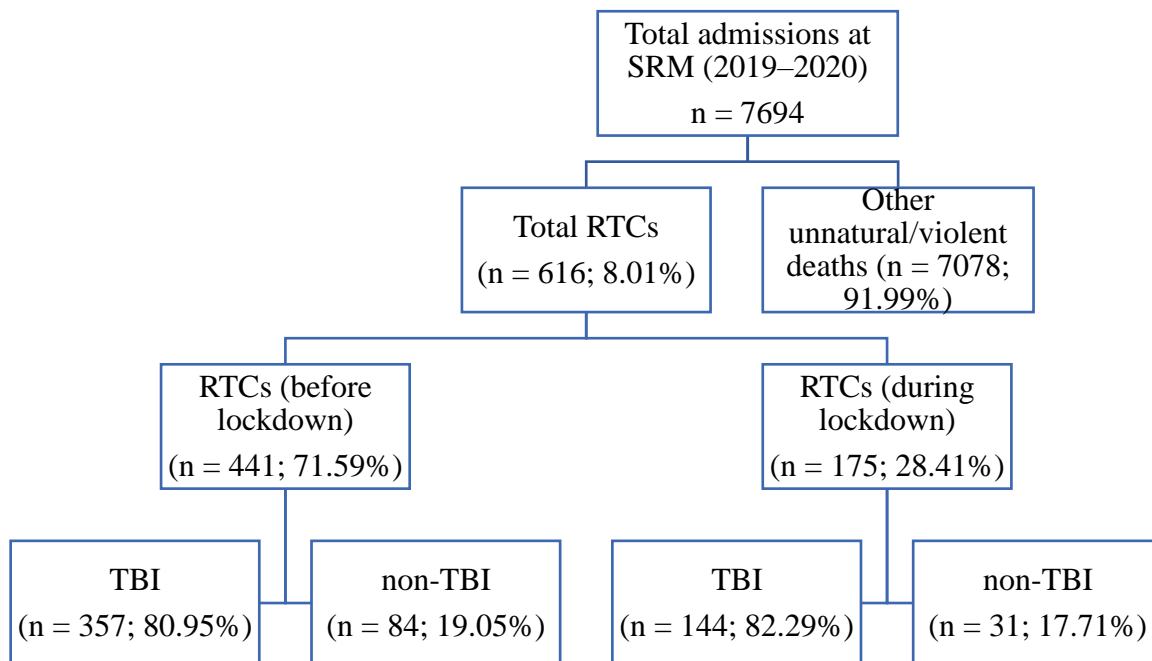 Total admissions at
SRM (2019–2020)
n = 7694
Total RTCs
(n = 616; 8.01%)
Other
unnatural/violent
deaths (n = 7078;
91.99%)
RTCs (before
lockdown)
(n = 441; 71.59%)
RTCs (during
lockdown)
(n = 175; 28.41%)
TBI
(n = 357; 80.95%)
non-TBI
(n = 84; 19.05%)
TBI
(n = 144; 82.29%)
non-TBI
(n = 31; 17.71%)